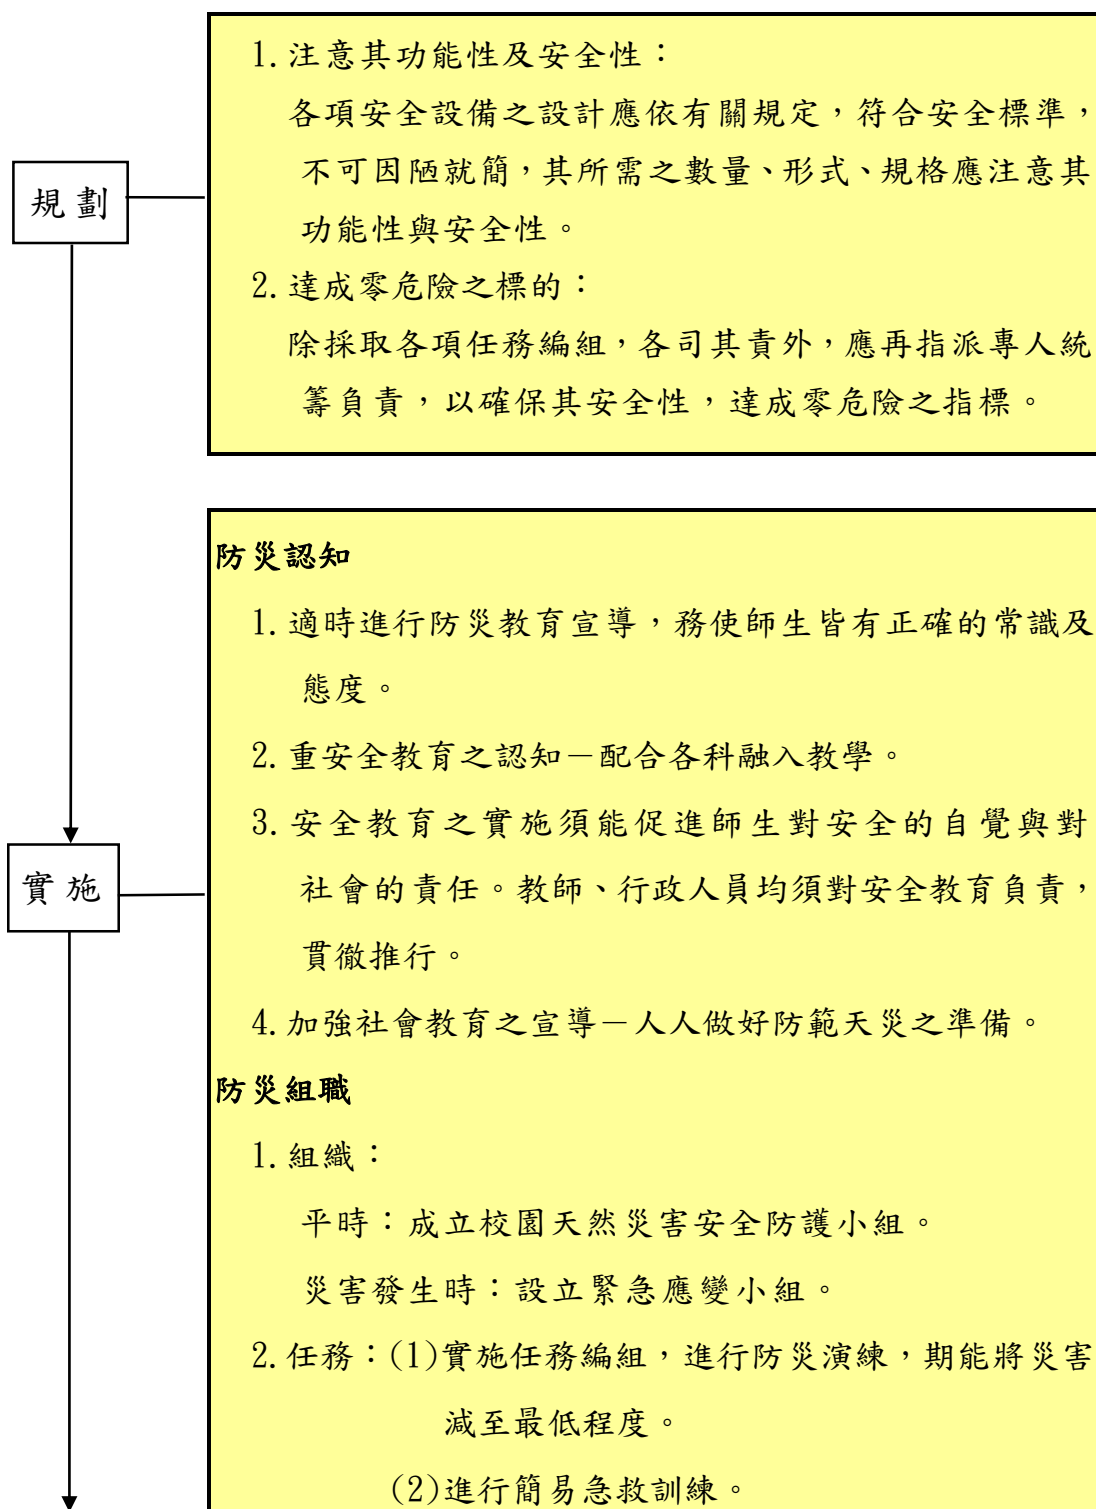 1.注意其功能性及安全性：
各項安全設備之設計應依有關規定，符合安全標準，
不可因陋就簡，其所需之數量、形式、規格應注意其
功能性與安全性。
2.達成零危險之標的：
除採取各項任務編組，各司其責外，應再指派專人統
籌負責，以確保其安全性，達成零危險之指標。
規劃
防災認知
1.適時進行防災教育宣導，務使師生皆有正確的常識及
態度。
2.重安全教育之認知－配合各科融入教學。
3.安全教育之實施須能促進師生對安全的自覺與對
社會的責任。教師、行政人員均須對安全教育負責，
貫徹推行。
4.加強社會教育之宣導－人人做好防範天災之準備。
防災組職
1.組織：
平時：成立校園天然災害安全防護小組。
災害發生時：設立緊急應變小組。
2.任務：(1)實施任務編組，進行防災演練，期能將災害
減至最低程度。
(2)進行簡易急救訓練。
實施